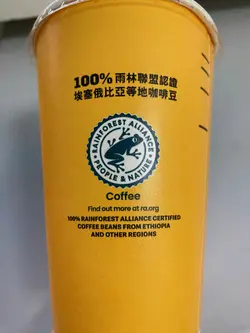 100% 雨林聯盟認證
埃塞俄比亞等地咖啡豆
RAINFOREST ALLIANCE
PEOPLE & NATURE
Coffee
Find out more at ra.org
100% RAINFOREST ALLIANCE CERTIFIED
COFFEE BEANS FROM ETHIOPIA
AND OTHER REGIONS